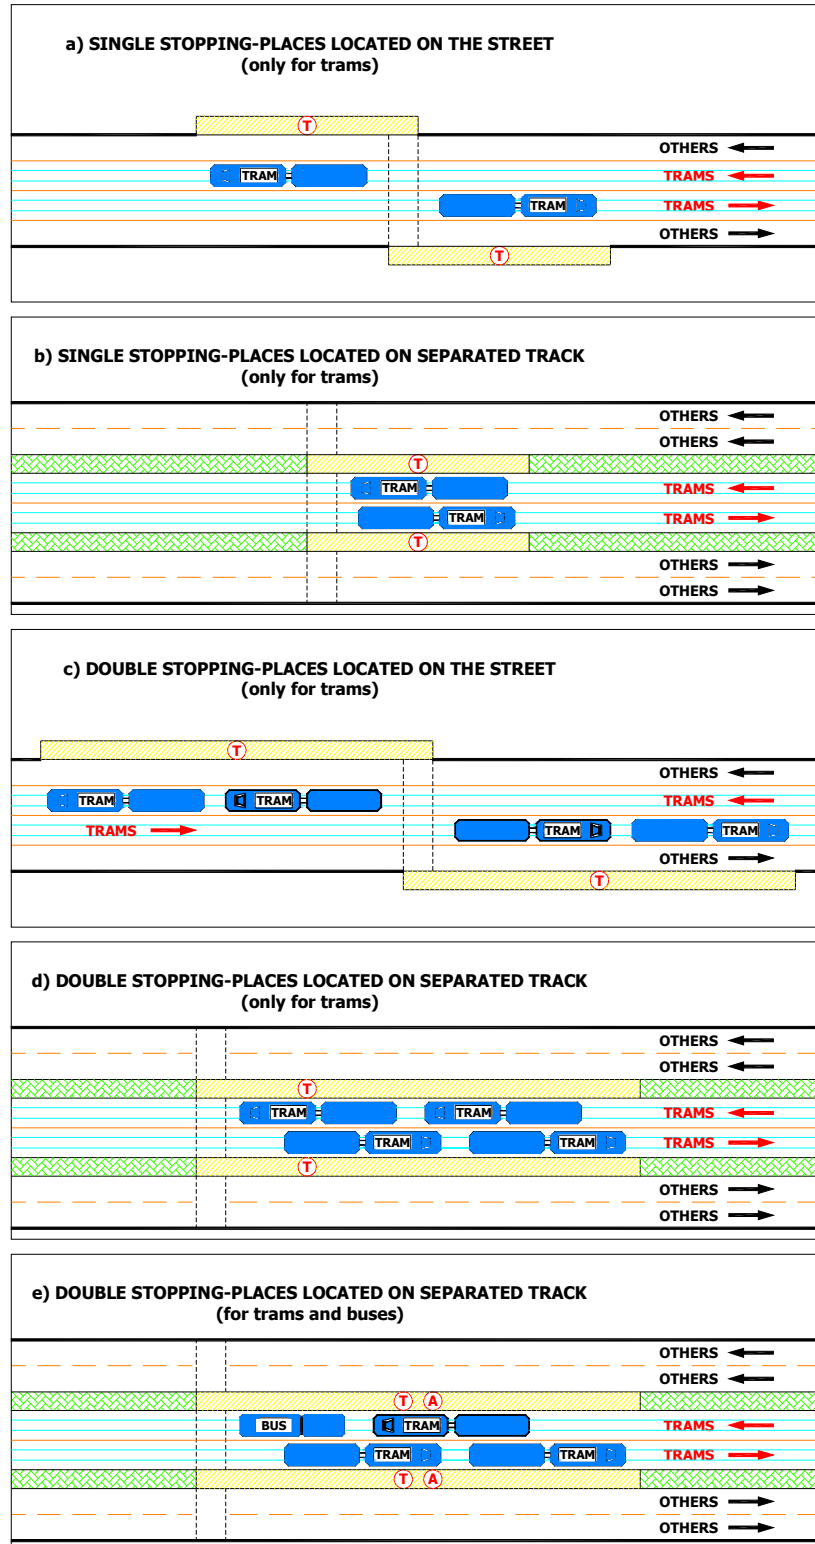 a) SINGLE STOPPING-PLACES LOCATED ON THE STREET
(only for trams)
T
OTHERS
TRAM
TRAMS
TRAM
TRAMS
OTHERS
T
b) SINGLE STOPPING-PLACES LOCATED ON SEPARATED TRACK
(only for trams)
OTHERS
OTHERS
T
TRAM
TRAMS
TRAM
TRAMS
T
OTHERS
OTHERS
c) DOUBLE STOPPING-PLACES LOCATED ON THE STREET
(only for trams)
T
OTHERS
TRAM
TRAM
TRAMS
TRAMS
TRAM
TRAM
OTHERS
T
d) DOUBLE STOPPING-PLACES LOCATED ON SEPARATED TRACK
(only for trams)
OTHERS
OTHERS
T
TRAM
TRAM
TRAMS
TRAM
TRAM
TRAMS
T
OTHERS
OTHERS
e) DOUBLE STOPPING-PLACES LOCATED ON SEPARATED TRACK
(for trams and buses)
OTHERS
OTHERS
T A
BUS
TRAM
TRAMS
TRAM
TRAM
TRAMS
T A
OTHERS
OTHERS